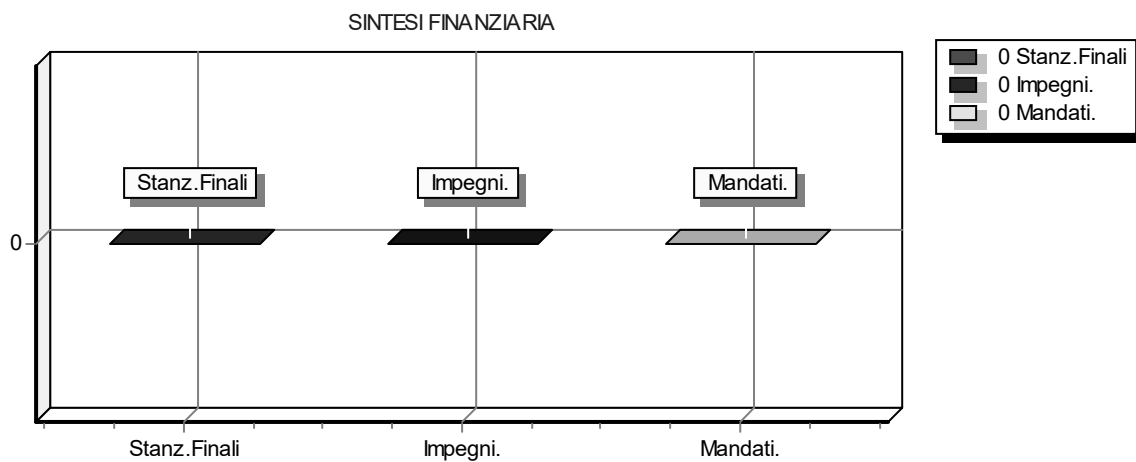 SINTESI FINANZIARIA
0 Stanz.Finali
0 Impegni.
0 Mandati.
Stanz.Finali
Impegni.
Mandati.
0
Stanz.Finali
Impegni.
Mandati.